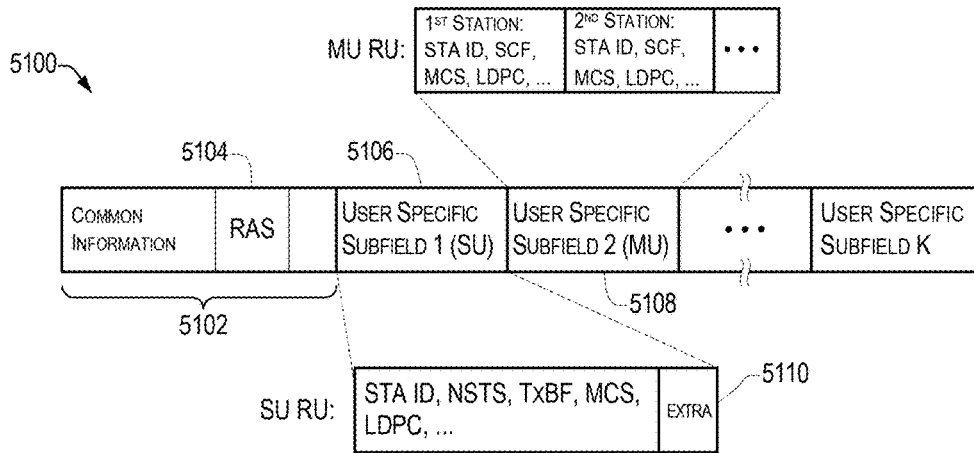 1ST STATION:
STA ID, SCF,
MCS, LDPC, ...
2ND STATION:
STA ID, SCF,
MCS, LDPC, ...
•••
MU RU:
5100
5104
5106
COMMON
INFORMATION
RAS
USER SPECIFIC
SUBFIELD 1 (SU)
USER SPECIFIC
SUBFIELD 2 (MU)
•••
USER SPECIFIC
SUBFIELD K
5102
5108
SU RU:
STA ID, NSTS, TXBF, MCS,
LDPC, ...
EXTRA
5110